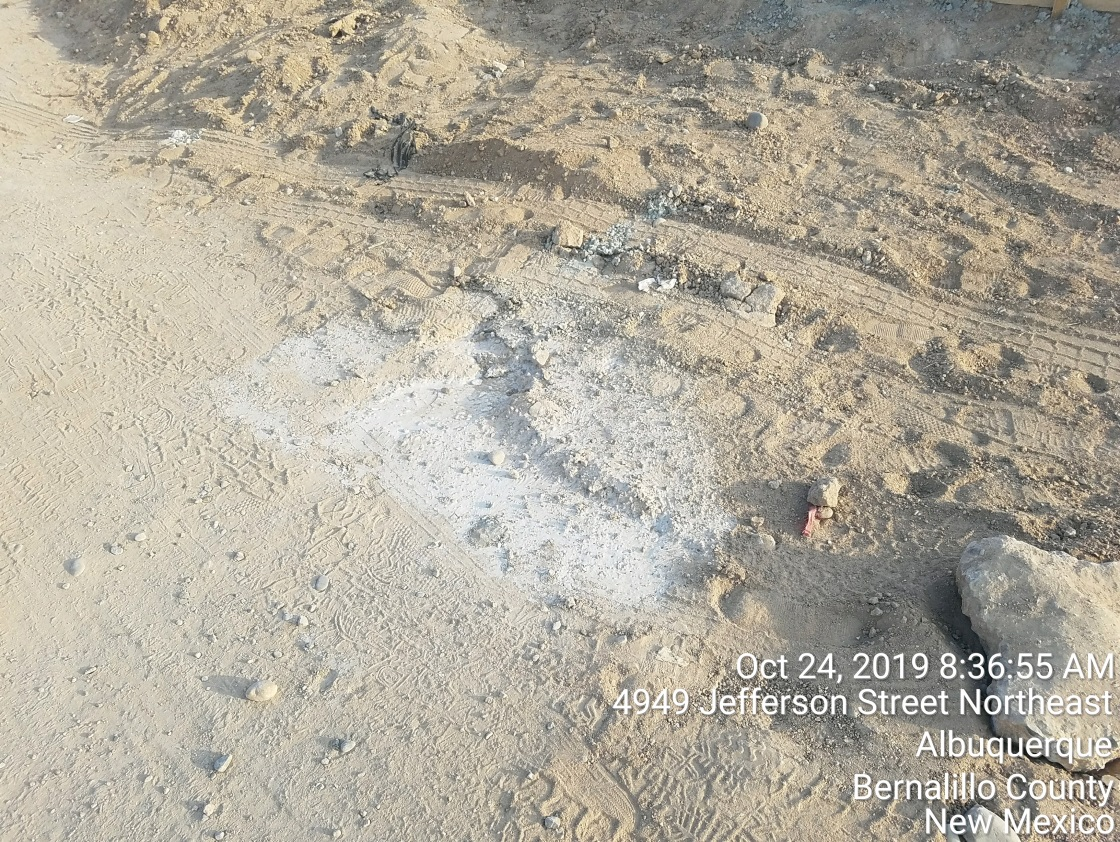 Oct 24, 2019 8:36:55 AM
4949 Jefferson Street Northeast
Albuquerque
Bernalillo County
New Mexico